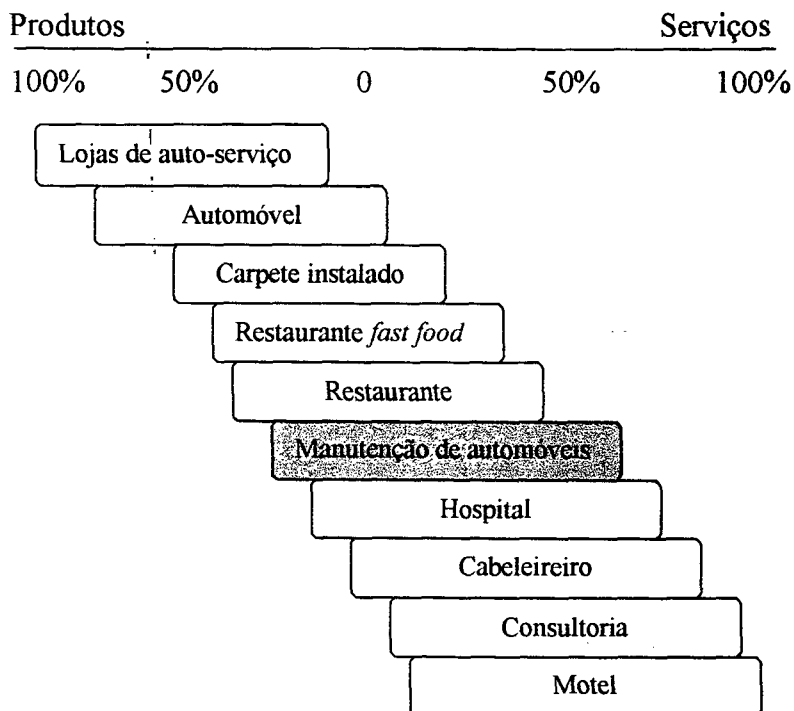 Produtos Serviços
100% 50% 0 50% 100%
Lojas de auto-serviço
Automóvel
Carpete instalado
Restaurante fast food
Restaurante
Manutenção de automóveis
Hospital
Cabeleireiro
Consultoria
Motel